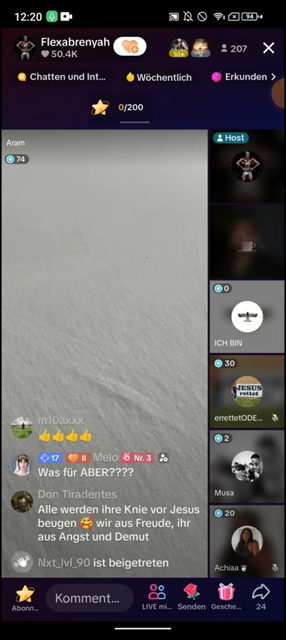 12:20
94
Flexabrenyah
50.4K
10+
207
Chatten und Int...
Wöchentlich
Erkunden >
0/200
Aram
74
Host
0
ICH BIN
30
JESUS
rettet
errettetODE...
2
Musa
20
Achiaa
m10axxx
👍👍👍👍
17 II Melo Nr. 3
Was für ABER????
Don Tiradentes
Alle werden ihre Knie vor Jesus
beugen 🥰 wir aus Freude, ihr
aus Angst und Demut
Nxt_lvl_90 ist beigetreten
Abonn...
Komment...
LIVE mi...
Senden
Gesche...
24